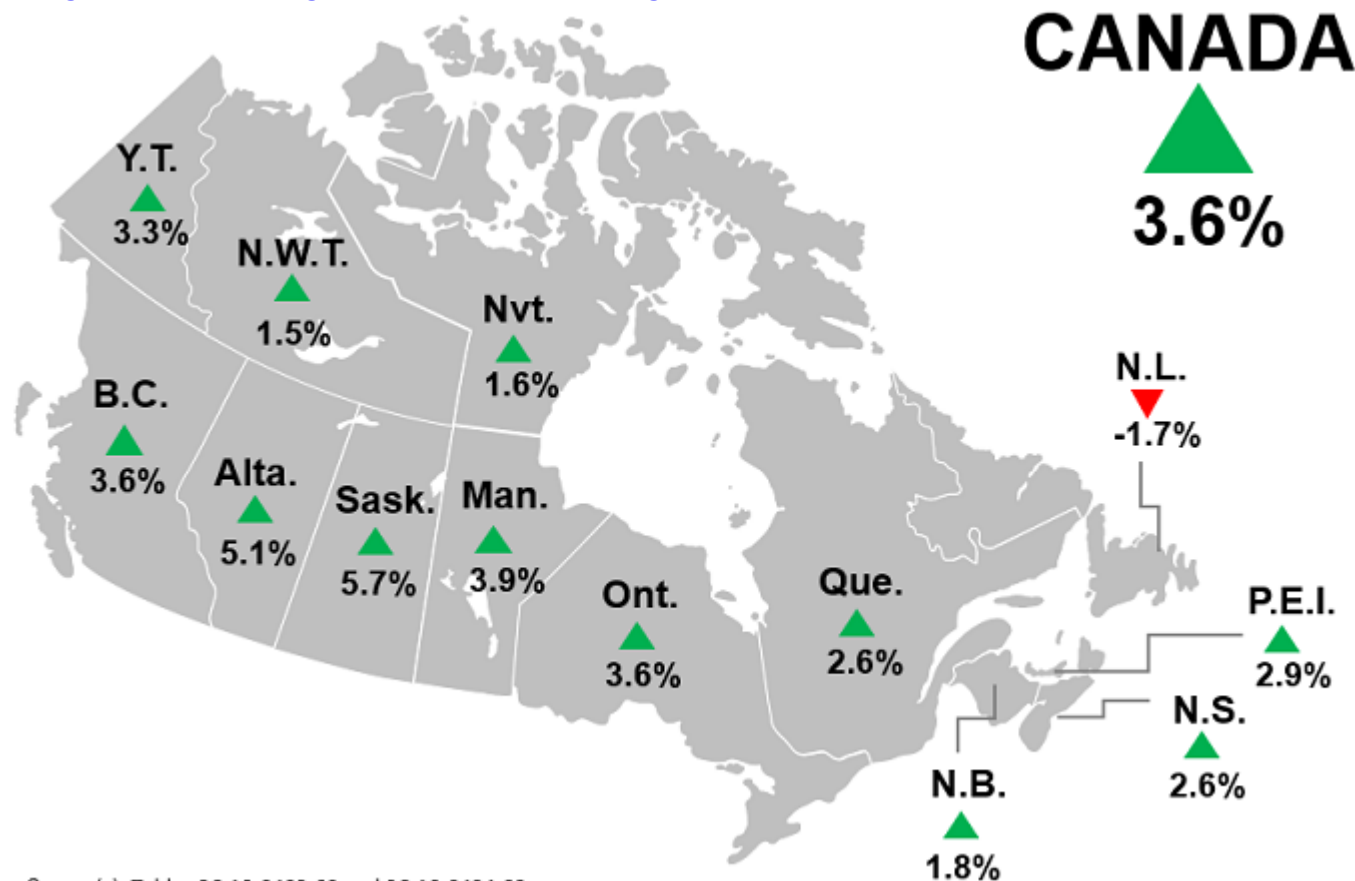 CANADA
3.6%
Y.T.
3.3%
N.W.T.
1.5%
Nvt.
1.6%
B.C.
3.6%
Alta.
5.1%
Sask.
5.7%
Man.
3.9%
Ont.
3.6%
Que.
2.6%
N.L.
-1.7%
P.E.I.
2.9%
N.S.
2.6%
N.B.
1.8%